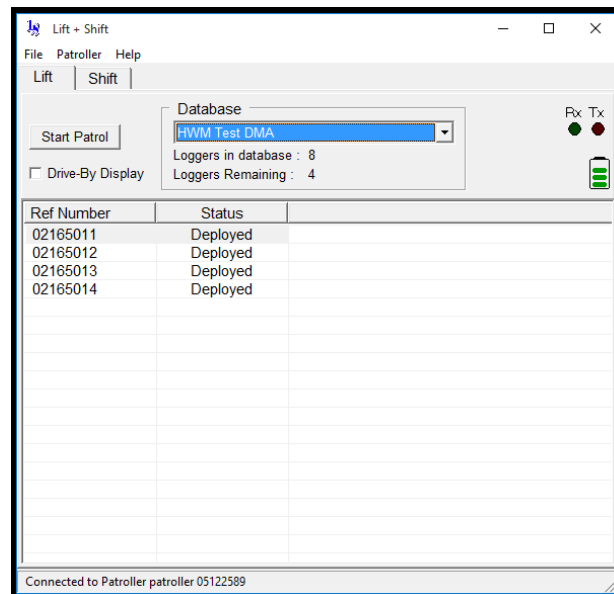 Lift + Shift
File Patroller Help
Lift Shift
Database
Rx Tx
Start Patrol
HWM Test DMA
Drive-By Display
Loggers in database : 8
Loggers Remaining : 4
Ref Number Status
02165011 Deployed
02165012 Deployed
02165013 Deployed
02165014 Deployed
Connected to Patroller patroller 05122589